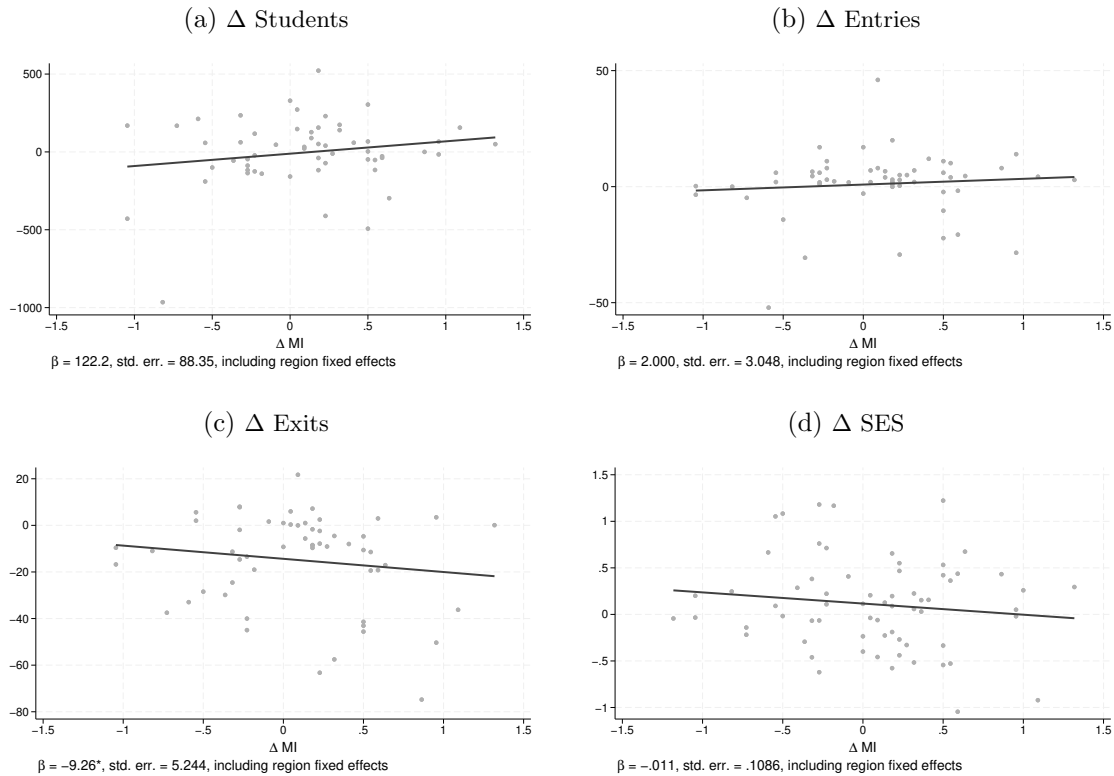 (a) Δ Students
500
0
−500
−1000
−1.5 −1 −.5 0 .5 1 1.5
Δ MI
β = 122.2, std. err. = 88.35, including region fixed effects
(b) Δ Entries
50
0
−50
−1.5 −1 −.5 0 .5 1 1.5
Δ MI
β = 2.000, std. err. = 3.048, including region fixed effects
(c) Δ Exits
20
0
−20
−40
−60
−80
−1.5 −1 −.5 0 .5 1 1.5
Δ MI
β = −9.26*, std. err. = 5.244, including region fixed effects
(d) Δ SES
1.5
1
.5
0
−.5
−1
−1.5 −1 −.5 0 .5 1 1.5
Δ MI
β = −.011, std. err. = .1086, including region fixed effects